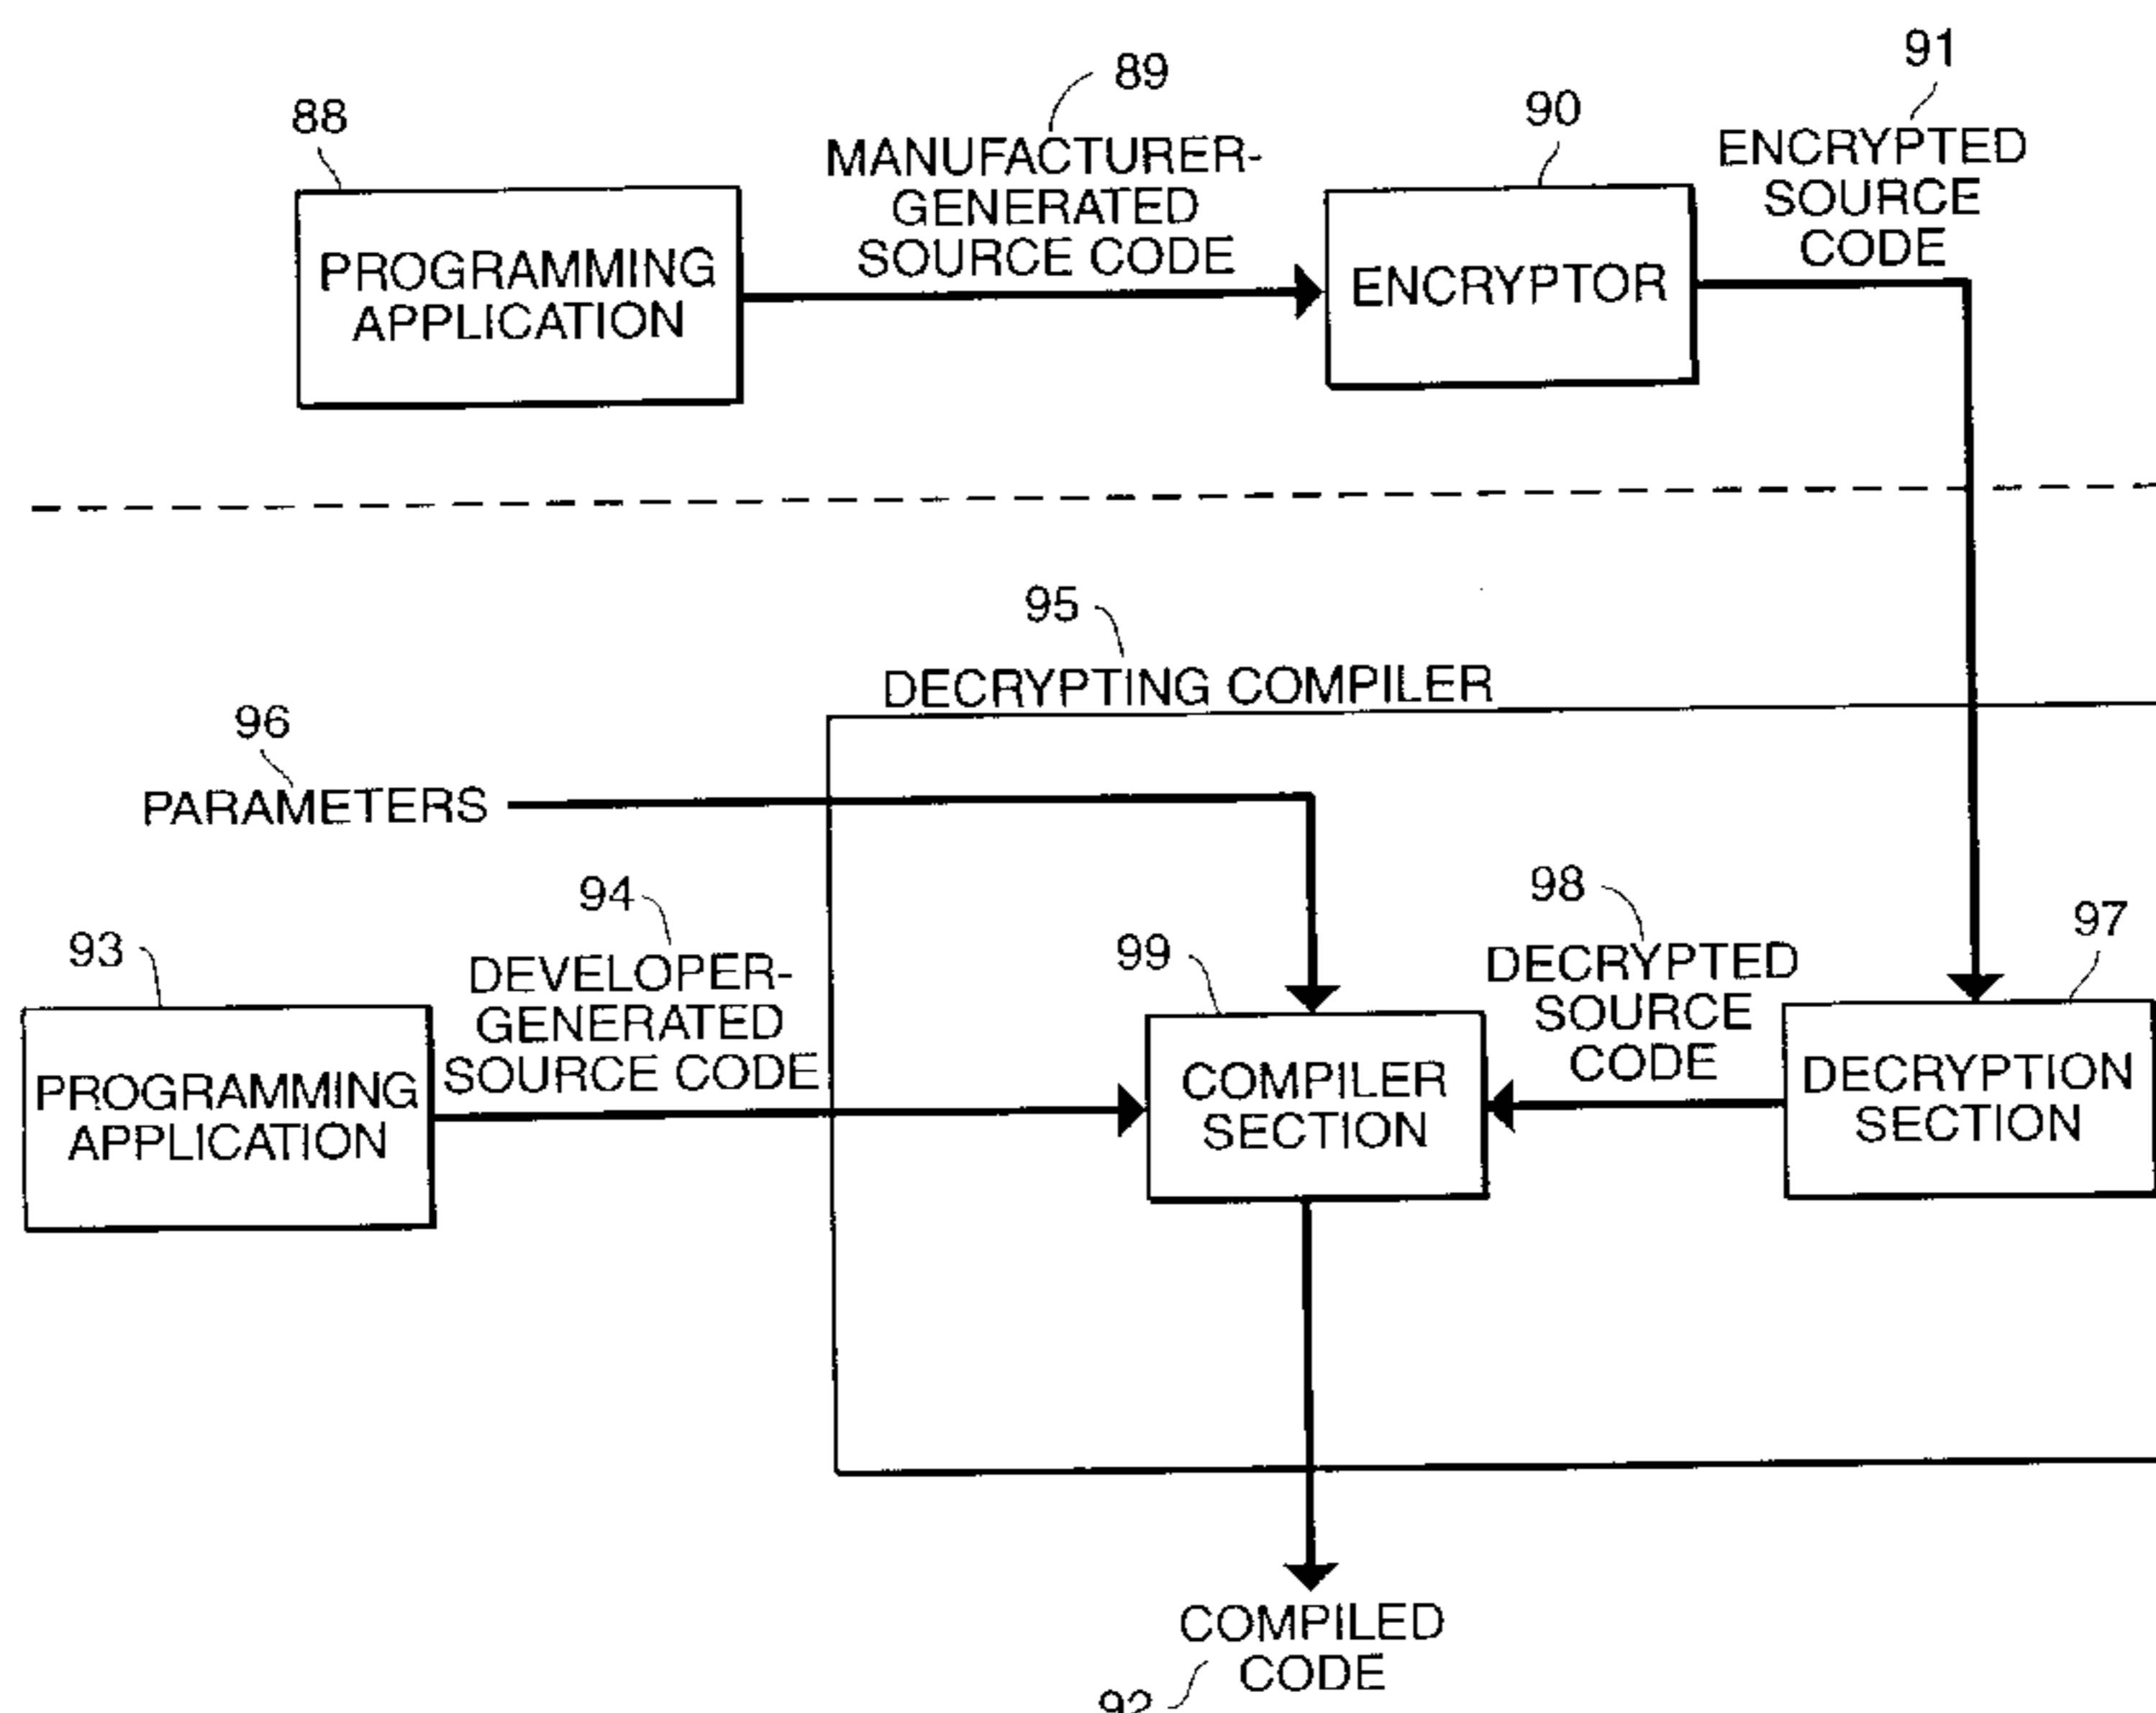 88
PROGRAMMING
APPLICATION
89
MANUFACTURER-
GENERATED
SOURCE CODE
90
ENCRYPTOR
91
ENCRYPTED
SOURCE
CODE
95
DECRYPTING COMPILER
96
PARAMETERS
93
PROGRAMMING
APPLICATION
94
DEVELOPER-
GENERATED
SOURCE CODE
99
COMPILER
SECTION
98
DECRYPTED
SOURCE
CODE
97
DECRYPTION
SECTION
COMPILED
CODE
92